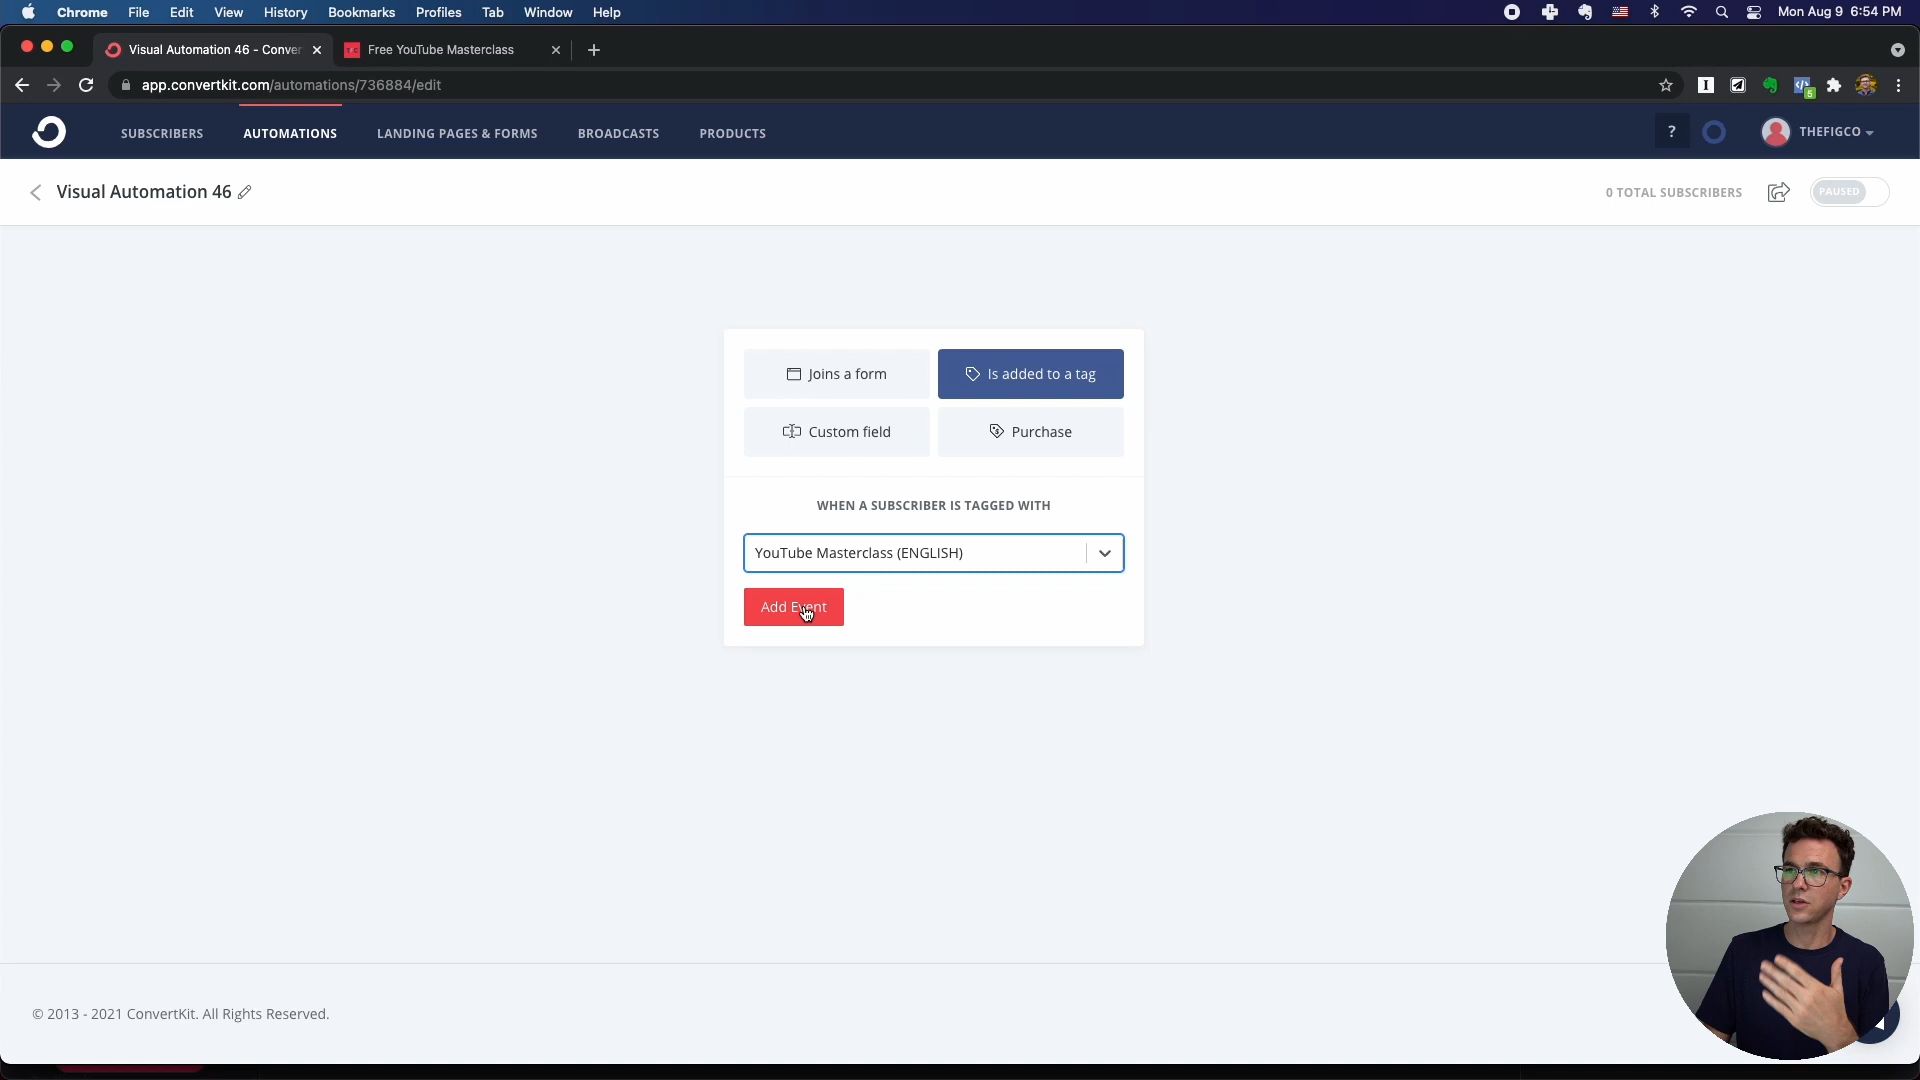 Chrome File Edit View History Bookmarks Profiles Tab Window Help
Mon Aug 9 6:54 PM
Visual Automation 46 - Conver
Free YouTube Masterclass
app.convertkit.com/automations/736884/edit
5
SUBSCRIBERS AUTOMATIONS LANDING PAGES & FORMS BROADCASTS PRODUCTS
?
THEFIGCO
Visual Automation 46
0 TOTAL SUBSCRIBERS
PAUSED
Joins a form
Is added to a tag
Custom field
Purchase
WHEN A SUBSCRIBER IS TAGGED WITH
YouTube Masterclass (ENGLISH)
Add Event
© 2013 - 2021 ConvertKit. All Rights Reserved.